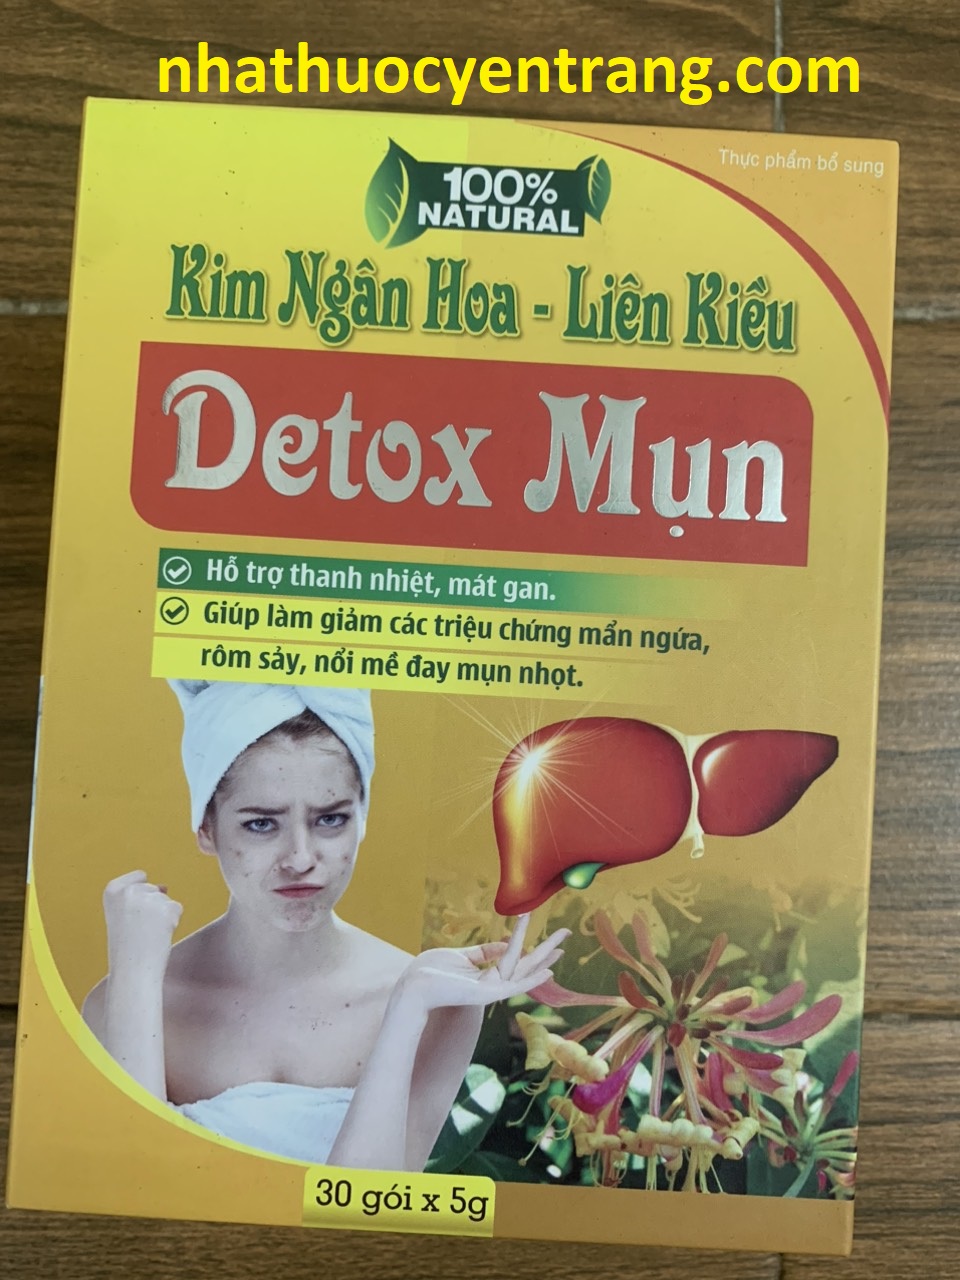 nhathuocyentrang.com
Thực phẩm bổ sung
100%
NATURAL
Kim Ngân Hoa - Liên Kiều
Detox Mụn
Hỗ trợ thanh nhiệt, mát gan.
Giúp làm giảm các triệu chứng mẩn ngứa,
rôm sảy, nổi mề đay mụn nhọt.
30 gói x 5g